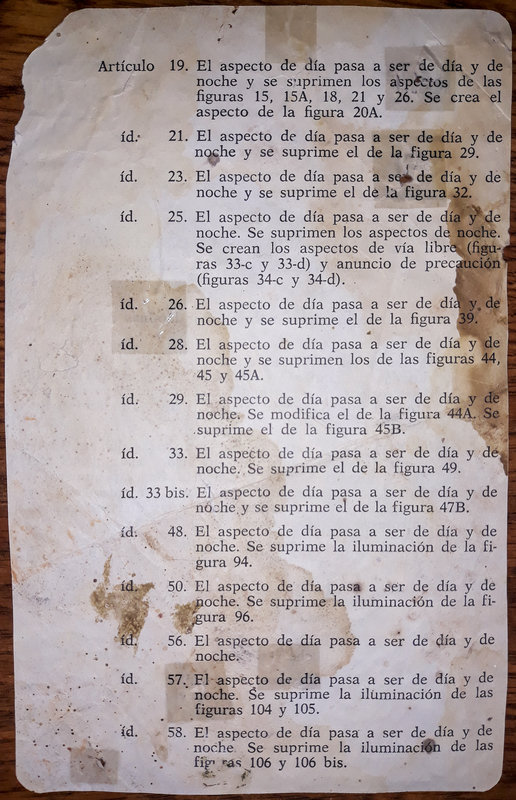 Artículo 19. El aspecto de día pasa a ser de día y de
noche y se suprimen los aspectos de las
figuras 15, 15A, 18, 21 y 26. Se crea el
aspecto de la figura 20A.
íd. 21. El aspecto de día pasa a ser de día y de
noche y se suprime el de la figura 29.
íd. 23. El aspecto de día pasa a ser de día y de
noche y se suprime el de la figura 32.
íd. 25. El aspecto de día pasa a ser de día y de
noche. Se suprimen los aspectos de noche.
Se crean los aspectos de vía libre (figu-
ras 33-c y 33-d) y anuncio de precaución
(figuras 34-c y 34-d).
íd. 26. El aspecto de día pasa a ser de día y de
noche y se suprime el de la figura 39.
íd. 28. El aspecto de día pasa a ser de día y de
noche y se suprimen los de las figuras 44,
45 y 45A.
íd. 29. El aspecto de día pasa a ser de día y de
noche. Se modifica el de la figura 44A. Se
suprime el de la figura 45B.
íd. 33. El aspecto de día pasa a ser de día y de
noche. Se suprime el de la figura 49.
íd. 33 bis. El aspecto de día pasa a ser de día y de
noche y se suprime el de la figura 47B.
íd. 48. El aspecto de día pasa a ser de día y de
noche. Se suprime la iluminación de la fi-
gura 94.
íd. 50. El aspecto de día pasa a ser de día y de
noche. Se suprime la iluminación de la fi-
gura 96.
íd. 56. El aspecto de día pasa a ser de día y de
noche.
íd. 57. El aspecto de día pasa a ser de día y de
noche. Se suprime la iluminación de las
figuras 104 y 105.
íd. 58. El aspecto de día pasa a ser de día y de
noche. Se suprime la iluminación de las
figuras 106 y 106 bis.